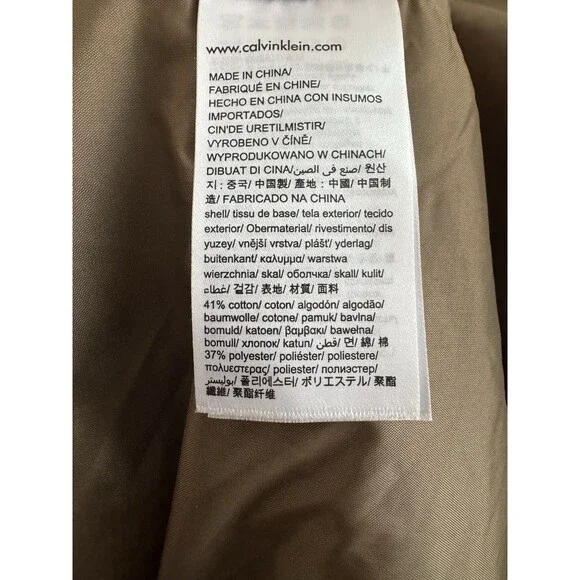 www.calvinklein.com
MADE IN CHINA/
FABRIQUÉ EN CHINE/
HECHO EN CHINA CON INSUMOS
IMPORTADOS/
CIN'DE URETILMISTIR/
VYROBENO V ČÍNĚ/
WYPRODUKOWANO W CHINACH/
DIBUAT DI CINA/صنع في الصين/ 원산
지: 중국/ 中国製/ 產地: 中國/ 中国制
造/ FABRICADO NA CHINA
shell/ tissu de base/ tela exterior/ tecido
exterior/ Obermaterial/ rivestimento/ dis
yuzey/ vnější vrstva/ plášť/ yderlag/
buitenkant/ καλυμμα/ warstwa
wierzchnia/ skal/ оболчка/ skall/ kulit/
غطاء/ 겉감/ 表地/ 材質/ 面料
41% cotton/ coton/ algodón/ algodão/
baumwolle/ cotone/ pamuk/ bavlna/
bomuld/ katoen/ βαμβακι/ bawełna/
bomull/ хлопок/ katun/ قطن/ 면/ 綿/ 棉
37% polyester/ poliéster/ poliestere/
πολυεστερας/ poliester/ полиэстер/
بوليستر/ 폴리에스터/ ポリエステル/ 聚酯
纖維/ 聚酯纤维